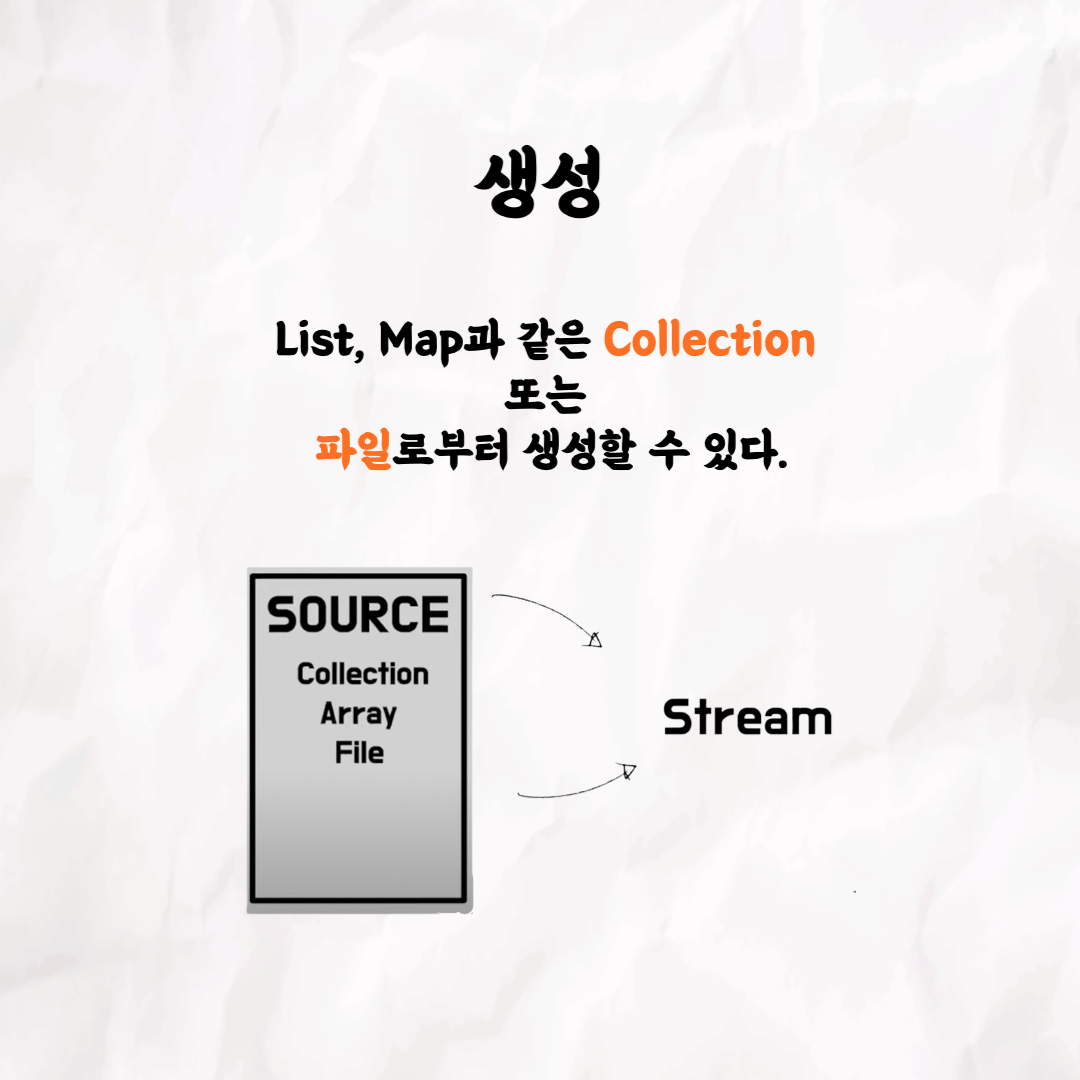 생성
List, Map과 같은 Collection
또는
파일로부터 생성할 수 있다.
SOURCE
Collection
Array
File
Stream